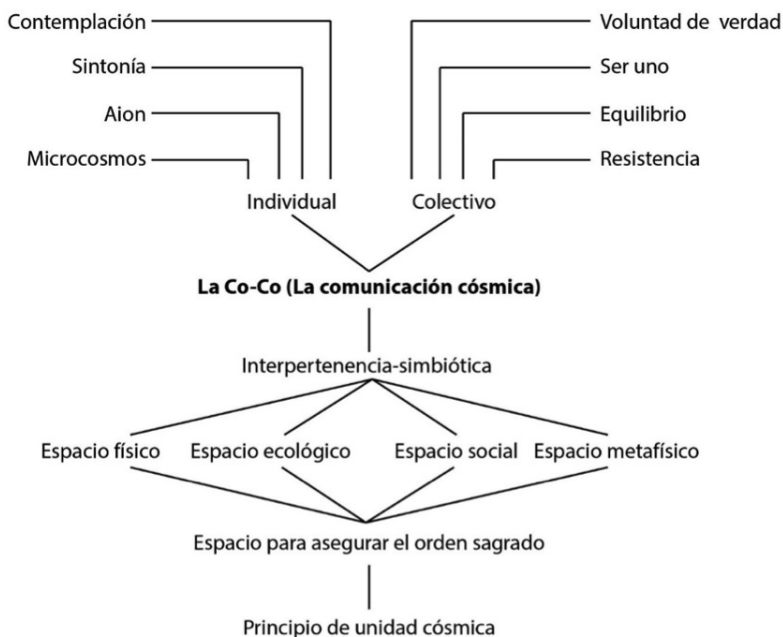 Contemplación
Sintonía
Aion
Microcosmos
Voluntad de verdad
Ser uno
Equilibrio
Resistencia
Individual
Colectivo
La Co-Co (La comunicación cósmica)
Interpertenencia-simbiótica
Espacio físico
Espacio ecológico
Espacio social
Espacio metafísico
Espacio para asegurar el orden sagrado
Principio de unidad cósmica